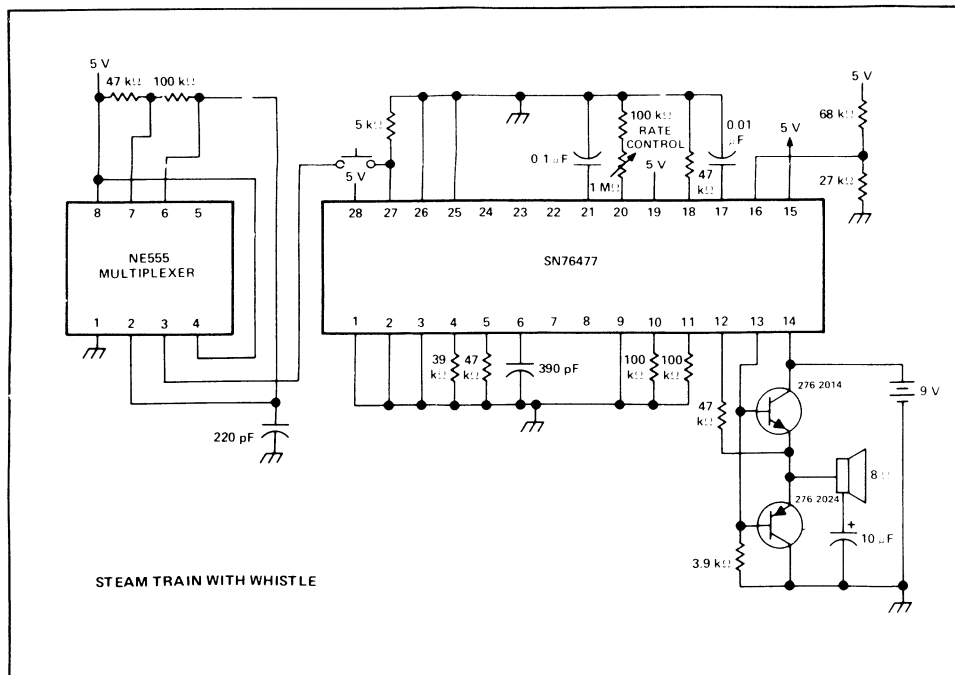 5 V
47 kΩ 100 kΩ
8 7 6 5
NE555
MULTIPLEXER
1 2 3 4
220 pF
5 kΩ
5 V
0.1 μF
100 kΩ
RATE
CONTROL
1 MΩ
5 V
47
kΩ
0.01
μF
5 V
5 V
68 kΩ
27 kΩ
28 27 26 25 24 23 22 21 20 19 18 17 16 15
SN76477
1 2 3 4 5 6 7 8 9 10 11 12 13 14
39
kΩ
47
kΩ
390 pF
100
kΩ
100
kΩ
47
kΩ
276 2014
9 V
8 Ω
276 2024
+
10 μF
3.9 kΩ
STEAM TRAIN WITH WHISTLE